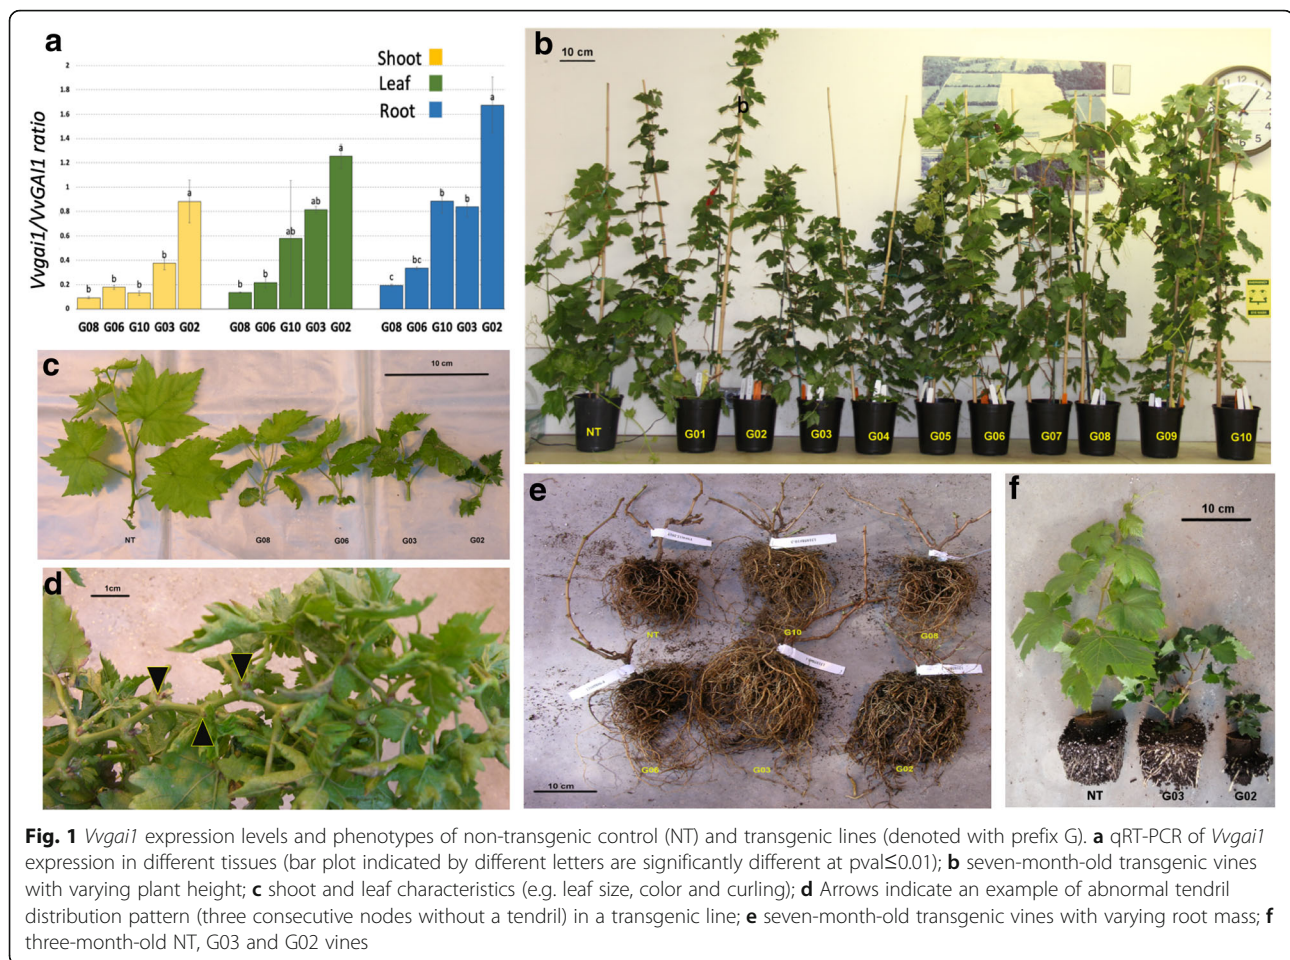 a
Shoot
Leaf
Root
Vvgai1/VvGAI1 ratio
2
1.8
1.6
1.4
1.2
1
0.8
0.6
0.4
0.2
0
b b b b a
b b ab ab a
c bc b b a
G08 G06 G10 G03 G02
G08 G06 G10 G03 G02
G08 G06 G10 G03 G02
b
10 cm
b
NT G01 G02 G03 G04 G05 G06 G07 G08 G09 G10
c
10 cm
NT G08 G06 G03 G02
d
1cm
e
NT G10 G08
G06 G03 G02
10 cm
f
10 cm
NT G03 G02
Fig. 1 Vvgai1 expression levels and phenotypes of non-transgenic control (NT) and transgenic lines (denoted with prefix G). a qRT-PCR of Vvgai1
expression in different tissues (bar plot indicated by different letters are significantly different at pval≤0.01); b seven-month-old transgenic vines
with varying plant height; c shoot and leaf characteristics (e.g. leaf size, color and curling); d Arrows indicate an example of abnormal tendril
distribution pattern (three consecutive nodes without a tendril) in a transgenic line; e seven-month-old transgenic vines with varying root mass; f
three-month-old NT, G03 and G02 vines